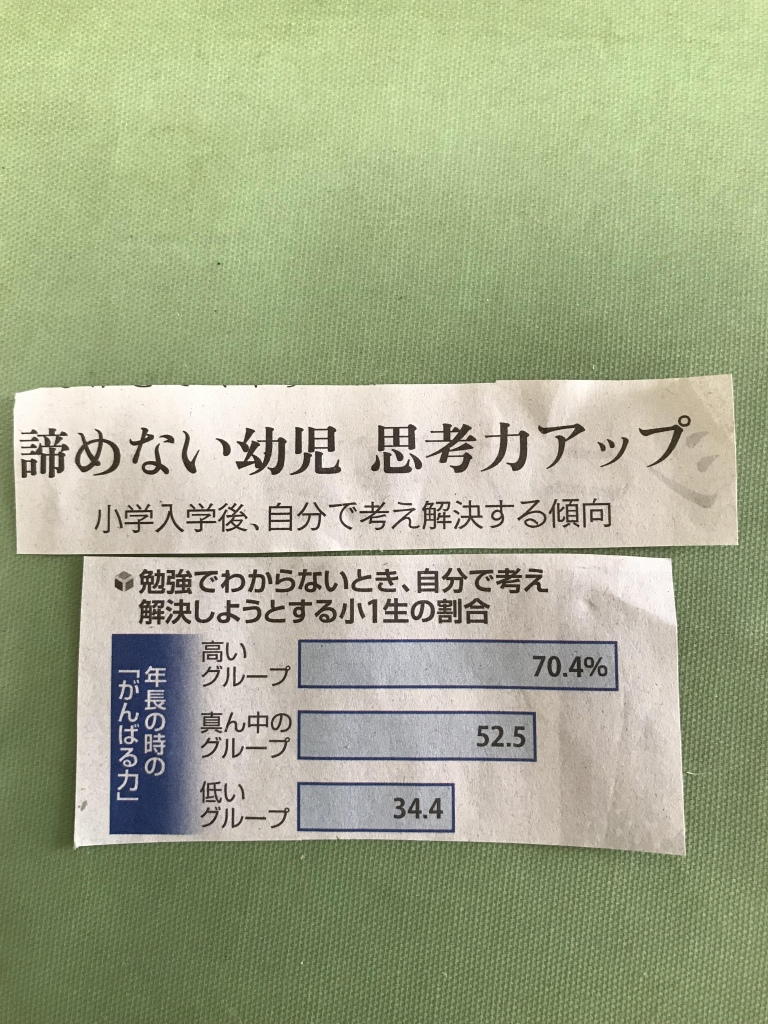 諦めない幼児 思考力アップ
小学入学後、自分で考え解決する傾向
勉強でわからないとき、自分で考え
解決しようとする小1生の割合
年長の時の
「がんばる力」
高い
グループ
70.4%
真ん中の
グループ
52.5
低い
グループ
34.4